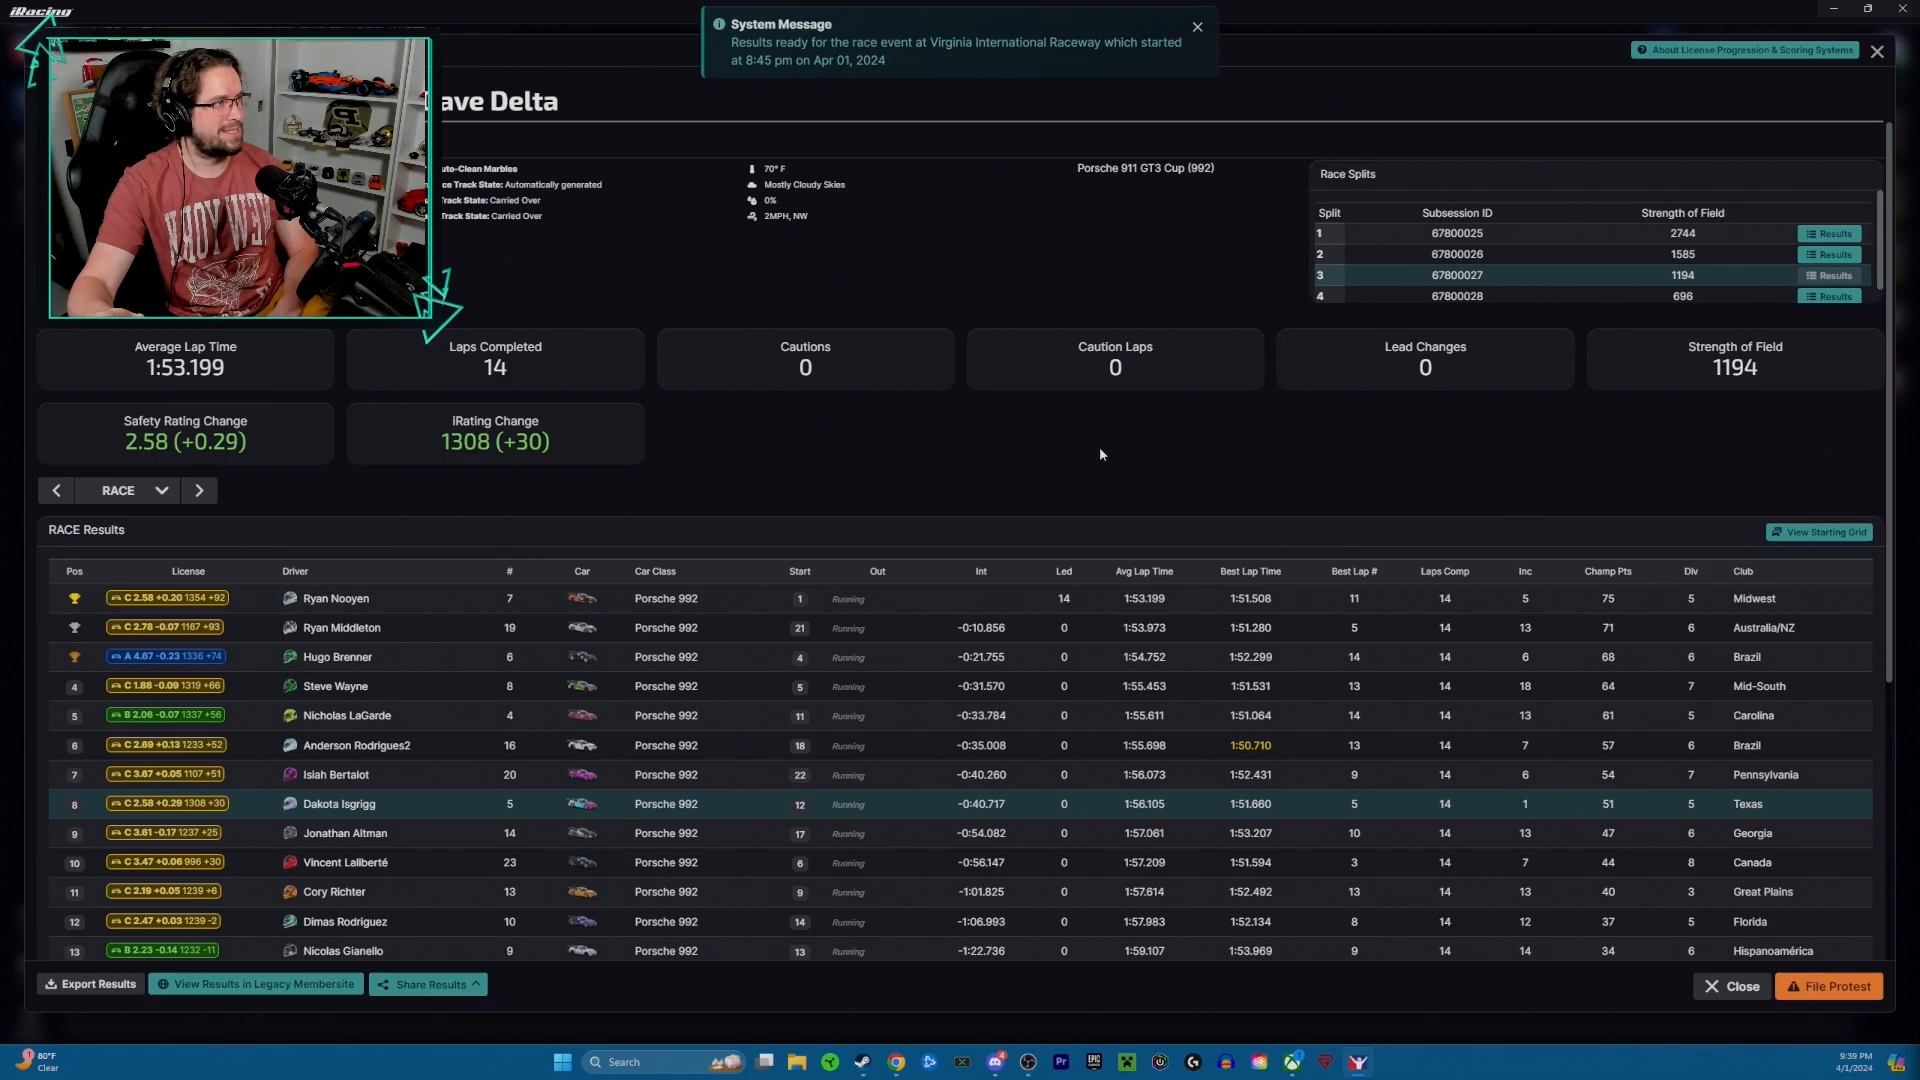 iRacing
System Message
Results ready for the race event at Virginia International Raceway which started
at 8:45 pm on Apr 01, 2024
About License Progression & Scoring Systems
ave Delta
uto-Clean Marbles
ce Track State: Automatically generated
Track State: Carried Over
Track State: Carried Over
70° F
Mostly Cloudy Skies
0%
2MPH, NW
Porsche 911 GT3 Cup (992)
Race Splits
Split Subsession ID Strength of Field
1 67800025 2744 Results
2 67800026 1585 Results
3 67800027 1194 Results
4 67800028 696 Results
Average Lap Time
1:53.199
Laps Completed
14
Cautions
0
Caution Laps
0
Lead Changes
0
Strength of Field
1194
Safety Rating Change
2.58 (+0.29)
iRating Change
1308 (+30)
RACE
RACE Results
View Starting Grid
Pos License Driver # Car Car Class Start Out Int Led Avg Lap Time Best Lap Time Best Lap # Laps Comp Inc Champ Pts Div Club
C 2.58 +0.20 1354 +92 Ryan Nooyen 7 Porsche 992 1 Running 14 1:53.199 1:51.508 11 14 5 75 5 Midwest
C 2.78 -0.07 1167 +93 Ryan Middleton 19 Porsche 992 21 Running -0:10.856 0 1:53.973 1:51.280 5 14 13 71 6 Australia/NZ
A 4.67 -0.23 1336 +74 Hugo Brenner 6 Porsche 992 4 Running -0:21.755 0 1:54.752 1:52.299 14 14 6 68 6 Brazil
4 C 1.88 -0.09 1319 +66 Steve Wayne 8 Porsche 992 5 Running -0:31.570 0 1:55.453 1:51.531 13 14 18 64 7 Mid-South
5 B 2.06 -0.07 1337 +56 Nicholas LaGarde 4 Porsche 992 11 Running -0:33.784 0 1:55.611 1:51.064 14 14 13 61 5 Carolina
6 C 2.69 +0.13 1233 +52 Anderson Rodrigues2 16 Porsche 992 18 Running -0:35.008 0 1:55.698 1:50.710 13 14 7 57 6 Brazil
7 C 3.67 +0.05 1107 +51 Isiah Bertalot 20 Porsche 992 22 Running -0:40.260 0 1:56.073 1:52.431 9 14 6 54 7 Pennsylvania
8 C 2.58 +0.29 1308 +30 Dakota Isgrigg 5 Porsche 992 12 Running -0:40.717 0 1:56.105 1:51.660 5 14 1 51 5 Texas
9 C 3.61 -0.17 1237 +25 Jonathan Altman 14 Porsche 992 17 Running -0:54.082 0 1:57.061 1:53.207 10 14 13 47 6 Georgia
10 C 3.47 +0.06 996 +30 Vincent Laliberté 23 Porsche 992 6 Running -0:56.147 0 1:57.209 1:51.594 3 14 7 44 8 Canada
11 C 2.19 +0.05 1239 +6 Cory Richter 13 Porsche 992 9 Running -1:01.825 0 1:57.614 1:52.492 13 14 13 40 3 Great Plains
12 C 2.47 +0.03 1239 -2 Dimas Rodriguez 10 Porsche 992 14 Running -1:06.993 0 1:57.983 1:52.134 8 14 12 37 5 Florida
13 B 2.23 -0.14 1232 -11 Nicolas Gianello 9 Porsche 992 13 Running -1:22.736 0 1:59.107 1:53.969 9 14 14 34 6 Hispanoamérica
Export Results
View Results in Legacy Membersite
Share Results
Close
File Protest
80°F
Clear
Search
Pr
EPIC
9:39 PM
4/1/2024